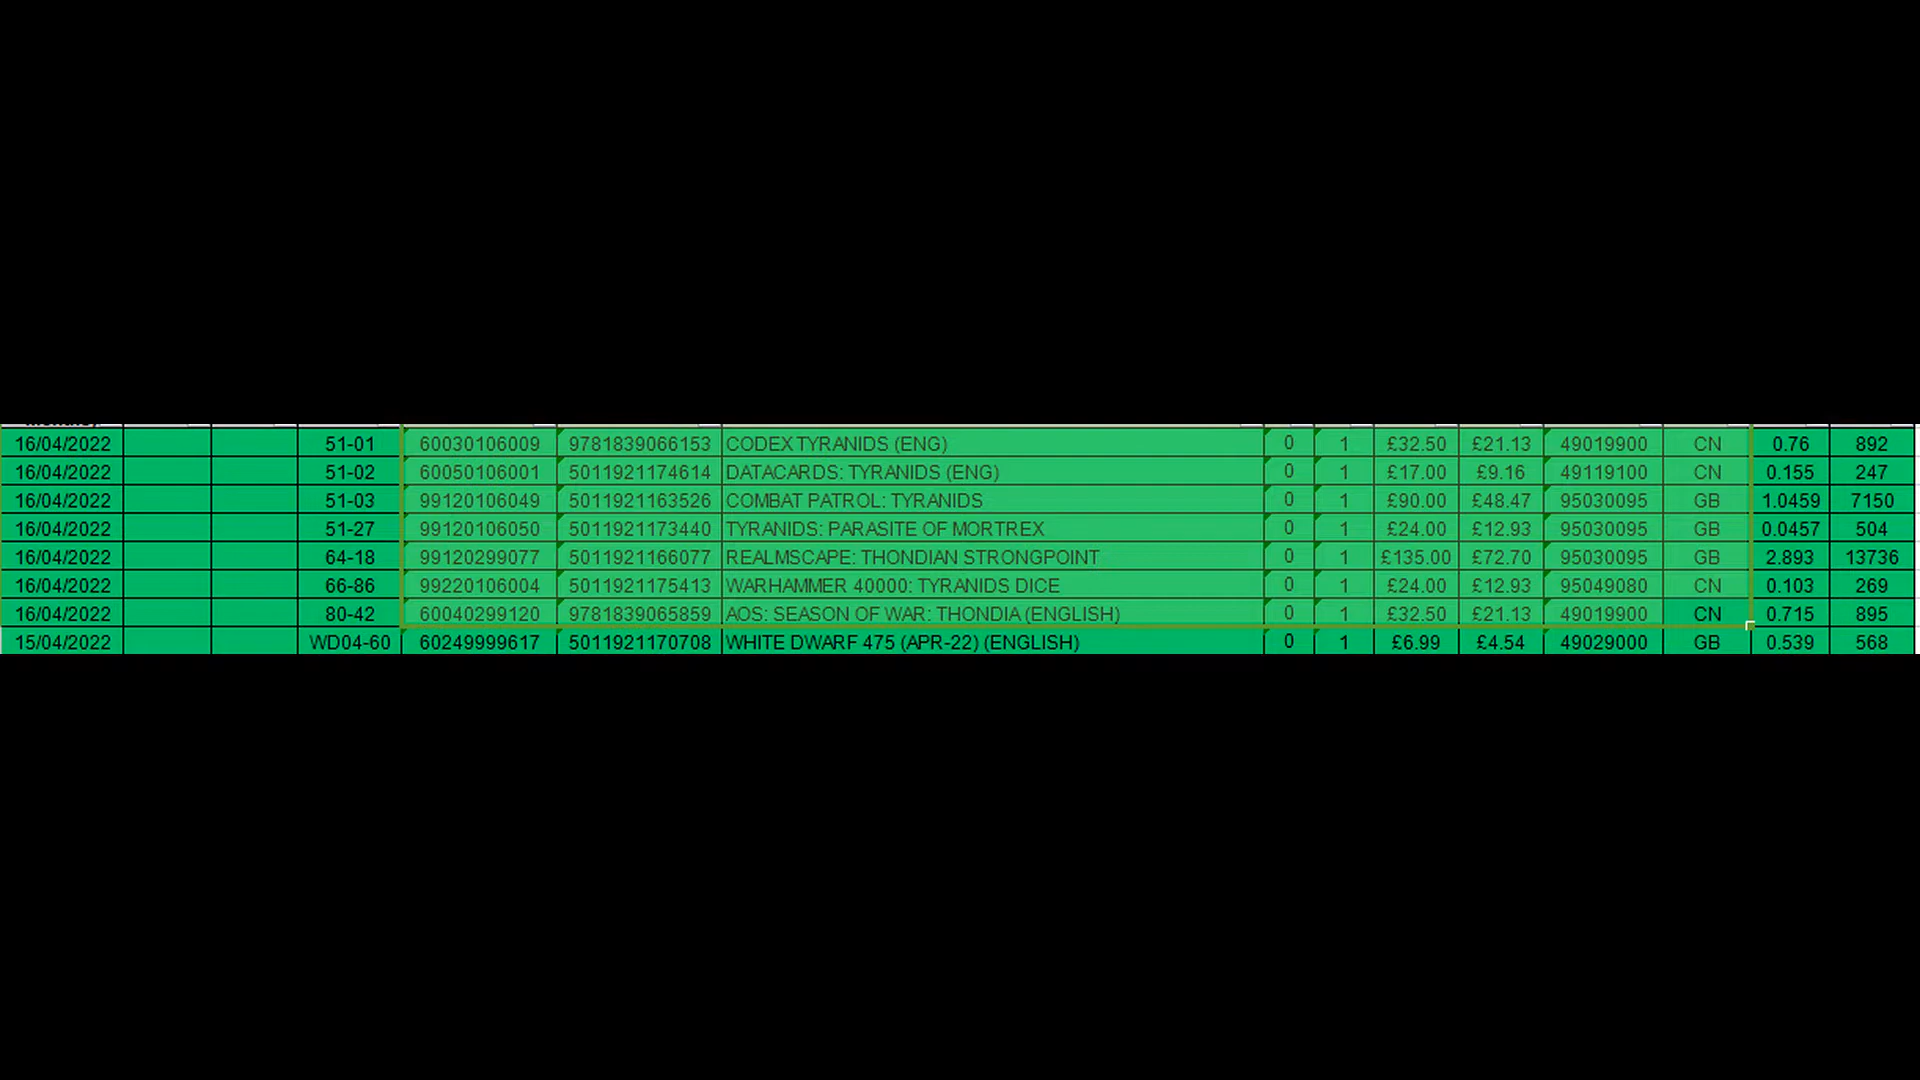 16/04/2022 51-01 60030106009 9781839066153 CODEX TYRANIDS (ENG) 0 1 £32.50 £21.13 49019900 CN 0.76 892
16/04/2022 51-02 60050106001 5011921174614 DATACARDS: TYRANIDS (ENG) 0 1 £17.00 £9.16 49119100 CN 0.155 247
16/04/2022 51-03 99120106049 5011921163526 COMBAT PATROL: TYRANIDS 0 1 £90.00 £48.47 95030095 GB 1.0459 7150
16/04/2022 51-27 99120106050 5011921173440 TYRANIDS: PARASITE OF MORTREX 0 1 £24.00 £12.93 95030095 GB 0.0457 504
16/04/2022 64-18 99120299077 5011921166077 REALMSCAPE: THONDIAN STRONGPOINT 0 1 £135.00 £72.70 95030095 GB 2.893 13736
16/04/2022 66-86 99220106004 5011921175413 WARHAMMER 40000: TYRANIDS DICE 0 1 £24.00 £12.93 95049080 CN 0.103 269
16/04/2022 80-42 60040299120 9781839065859 AOS: SEASON OF WAR: THONDIA (ENGLISH) 0 1 £32.50 £21.13 49019900 CN 0.715 895
15/04/2022 WD04-60 60249999617 5011921170708 WHITE DWARF 475 (APR-22) (ENGLISH) 0 1 £6.99 £4.54 49029000 GB 0.539 568